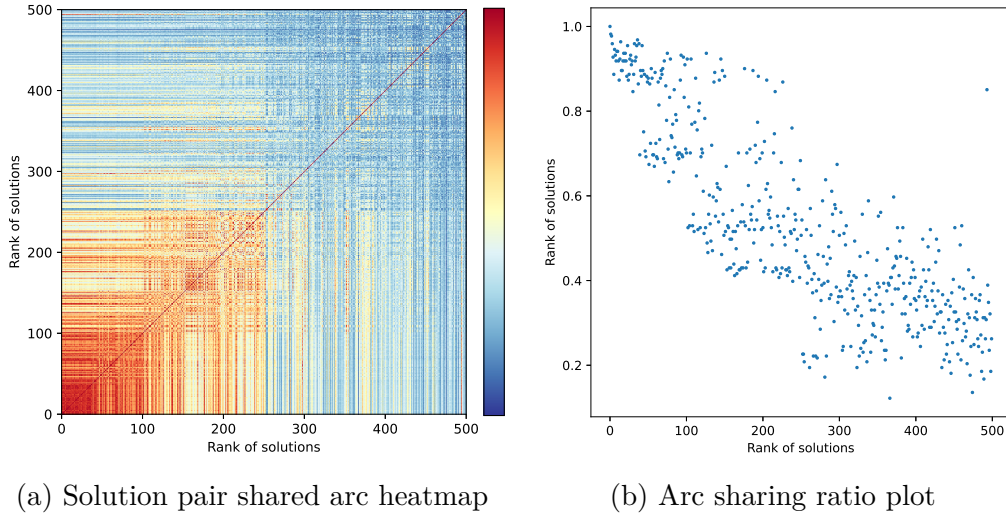 500
400
300
200
100
0
Rank of solutions
0 100 200 300 400 500
Rank of solutions
1.0
0.8
0.6
0.4
0.2
Rank of solutions
0 100 200 300 400 500
Rank of solutions
(a) Solution pair shared arc heatmap
(b) Arc sharing ratio plot